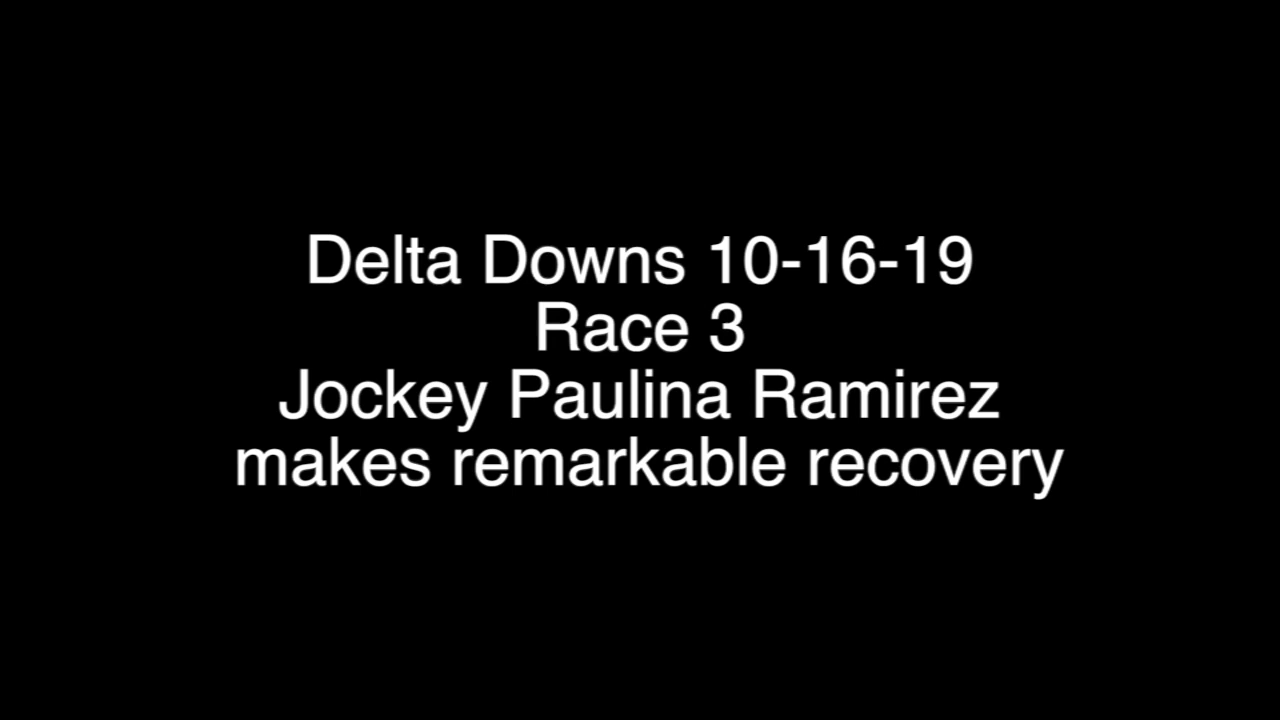 Delta Downs 10-16-19
Race 3
Jockey Paulina Ramirez
makes remarkable recovery